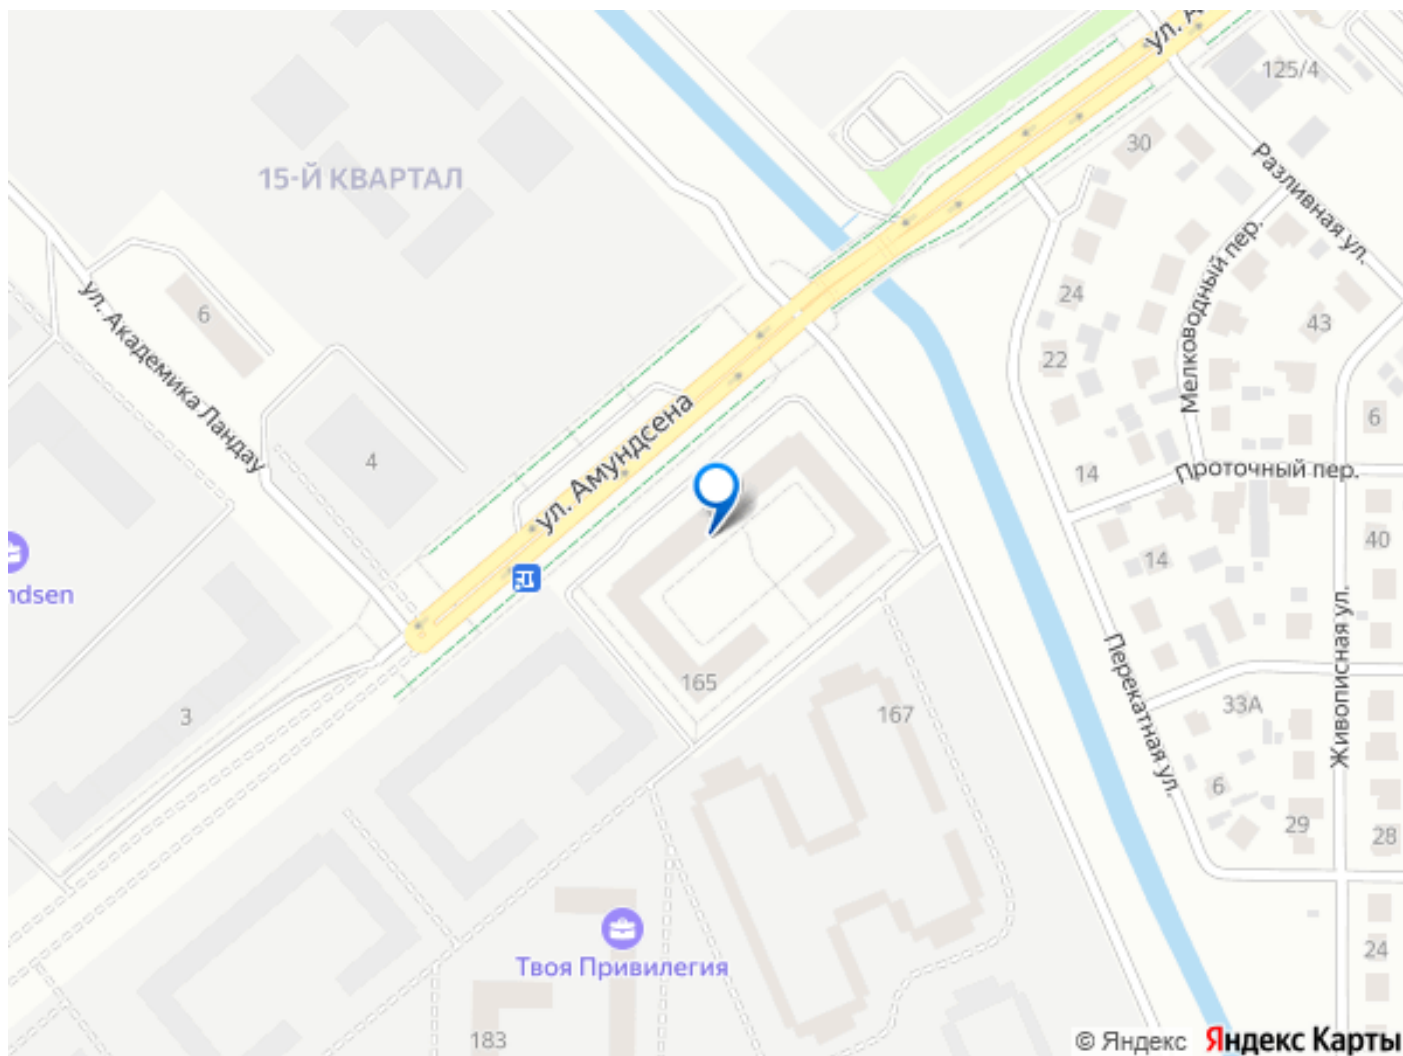 ул. А
125/4
30
Разливная ул.
15-Й КВАРТАЛ
Мелководный пер.
6
24
43
ул. Академика Ландау
22
6
ул. Амундсена
4
14
Проточный пер.
14
40
ndsen
Живописная ул.
165
Перекатная ул.
3
167
33А
6
29
28
Твоя Привилегия
24
183
© Яндекс Яндекс Карты